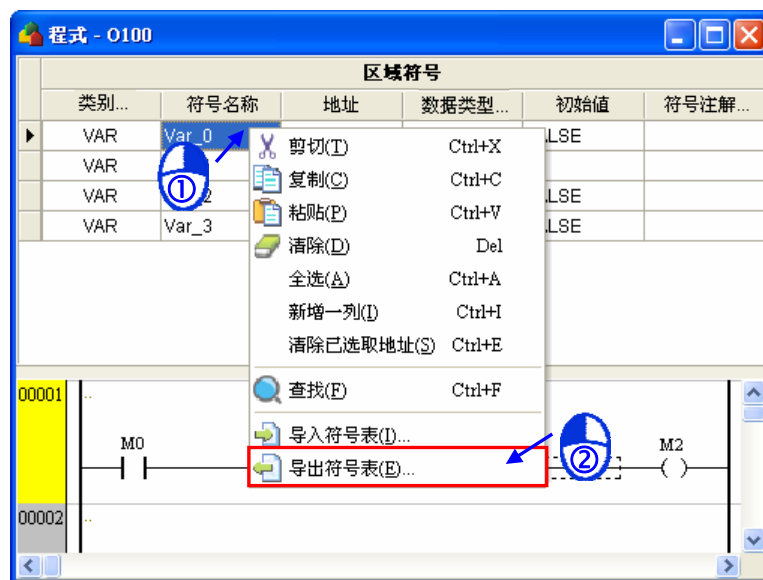 程式 - O100
区域符号
类别... 符号名称 地址 数据类型... 初始値 符号注解...
VAR Var_0 LSE
VAR
VAR 2 LSE
VAR Var_3 LSE
①
剪切(T) Ctrl+X
复制(C) Ctrl+C
粘贴(P) Ctrl+V
清除(D) Del
全选(A) Ctrl+A
新增一列(I) Ctrl+I
清除已选取地址(S) Ctrl+E
查找(F) Ctrl+F
导入符号表(I)...
导出符号表(E)...
②
00001 ..
M0 M2
00002 ..